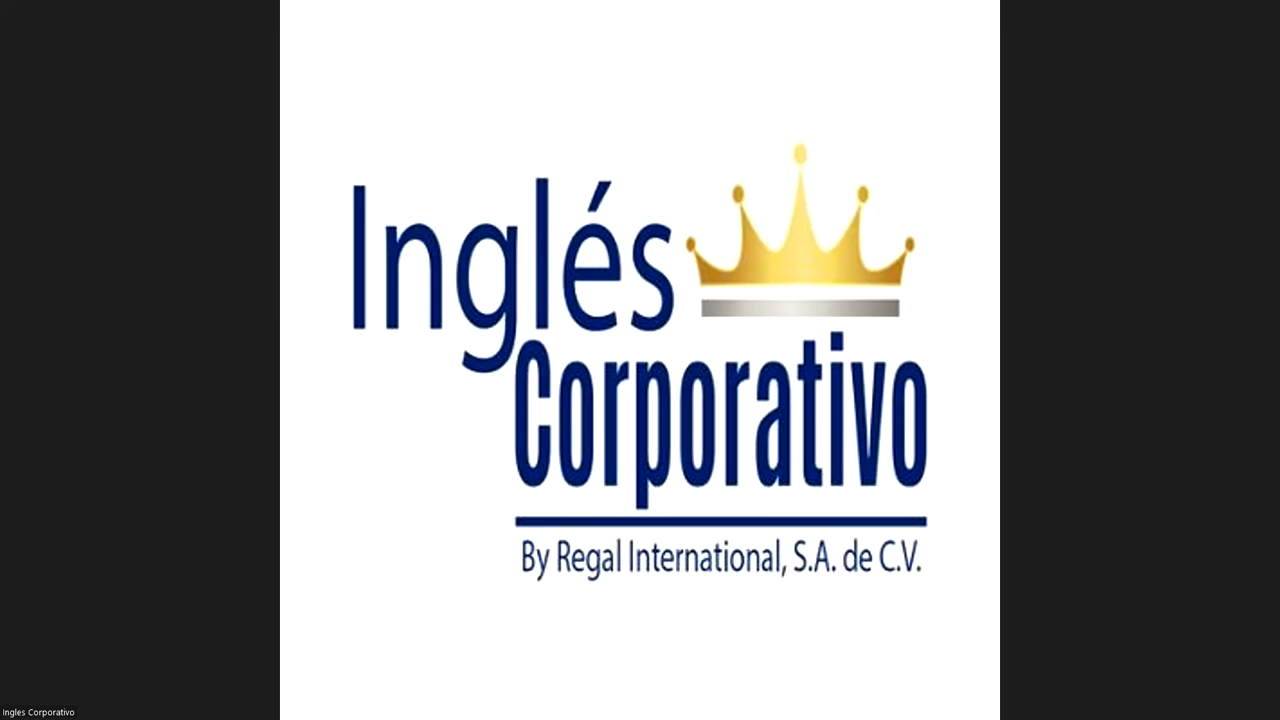 Inglés
Corporativo
By Regal International, S.A. de C.V.
Ingles Corporativo